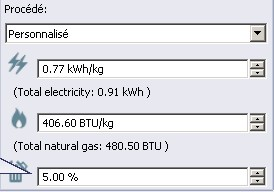 Procédé:
Personnalisé
0.77 kWh/kg
(Total electricity: 0.91 kWh )
406.60 BTU/kg
(Total natural gas: 480.50 BTU )
5.00 %